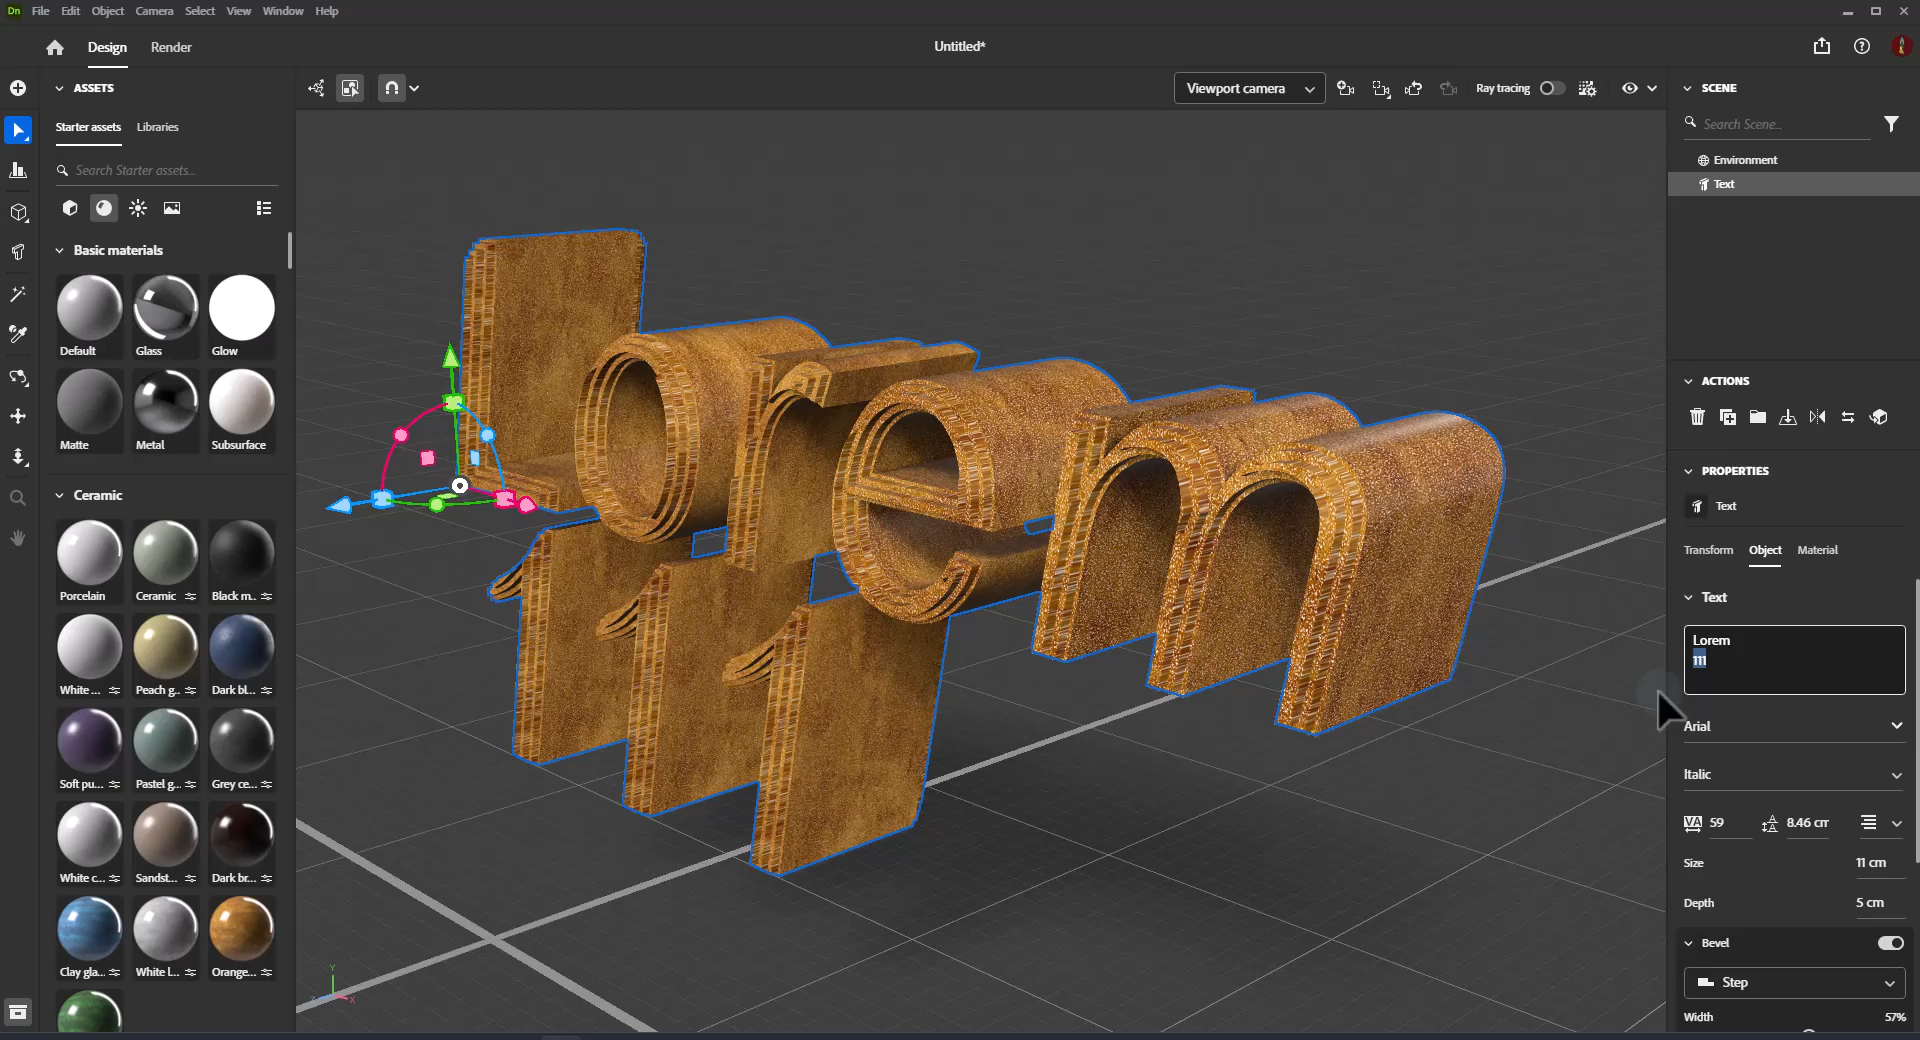 Dn File Edit Object Camera Select View Window Help
Design Render
Untitled*
ASSETS
Starter assets Libraries
Search Starter assets...
Basic materials
Default Glass Glow
Matte Metal Subsurface
Ceramic
Porcelain Ceramic Black m..
White ... Peach g.. Dark bl...
Soft pu... Pastel g... Grey ce...
White c... Sandst... Dark br...
Clay gla... White l... Orange...
Viewport camera
Ray tracing
Lorem
111
Y
X
Z
SCENE
Search Scene...
Environment
Text
ACTIONS
PROPERTIES
Text
Transform Object Material
Text
Lorem
111
Arial
Italic
VA 59 8.46 cm
Size 11 cm
Depth 5 cm
Bevel
Step
Width 57%